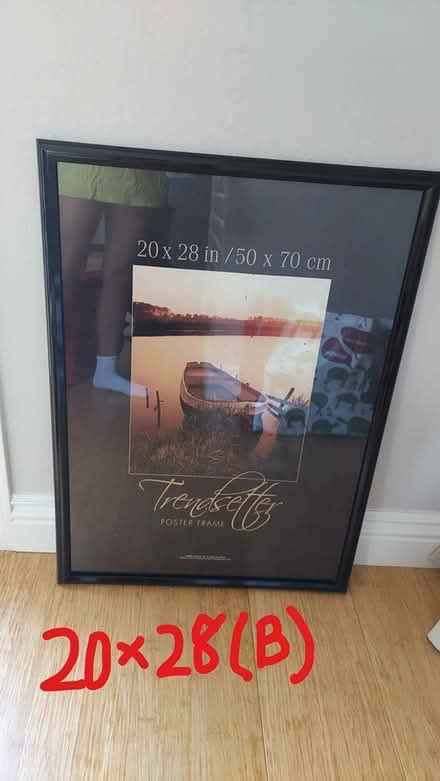 20 x 28 in / 50 x 70 cm
Trendsetter
POSTER FRAME
20×28(B)